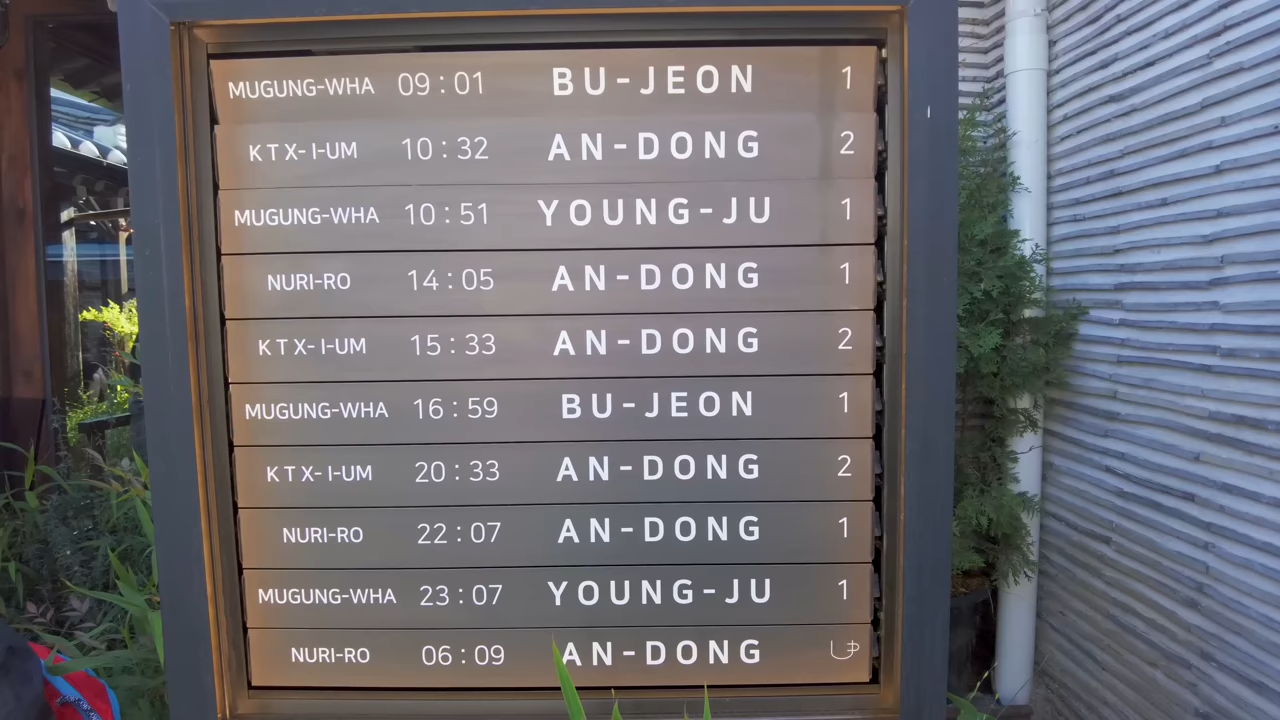 MUGUNG-WHA 09:01 BU-JEON 1
KTX-I-UM 10:32 AN-DONG 2
MUGUNG-WHA 10:51 YOUNG-JU 1
NURI-RO 14:05 AN-DONG 1
KTX-I-UM 15:33 AN-DONG 2
MUGUNG-WHA 16:59 BU-JEON 1
KTX-I-UM 20:33 AN-DONG 2
NURI-RO 22:07 AN-DONG 1
MUGUNG-WHA 23:07 YOUNG-JU 1
NURI-RO 06:09 AN-DONG